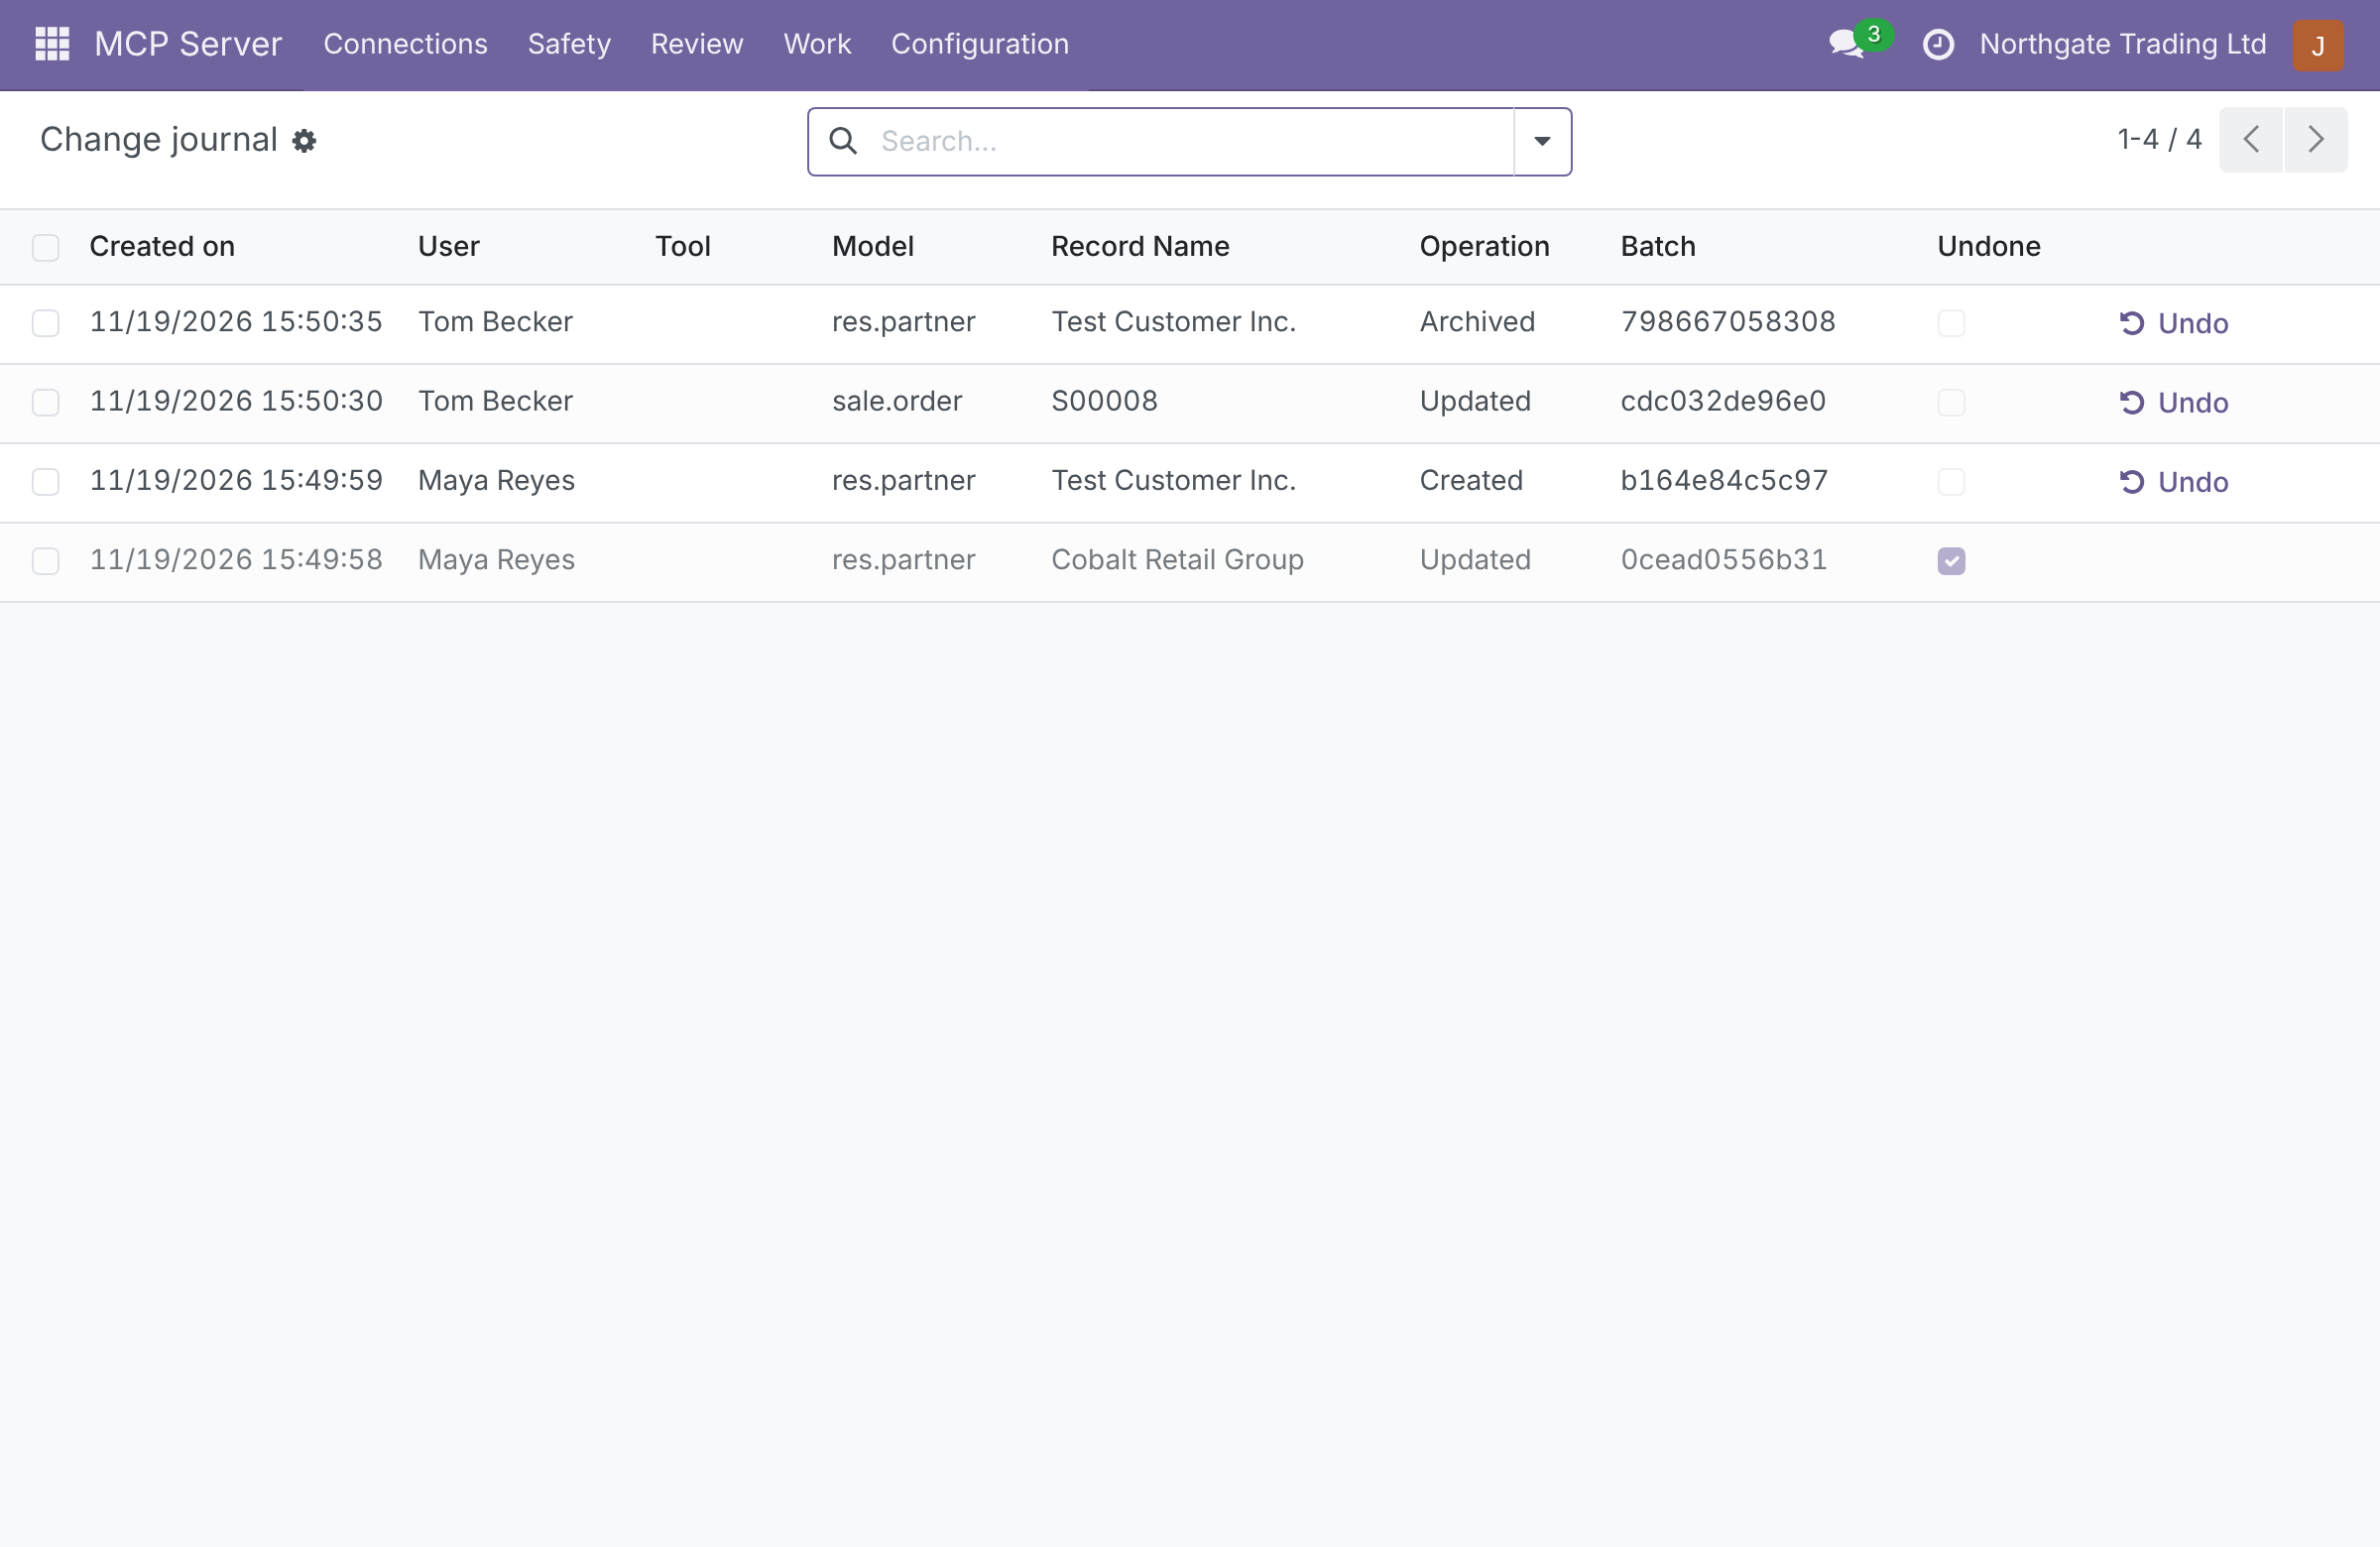 MCP Server Connections Safety Review Work Configuration 3 Northgate Trading Ltd J
Change journal Search... 1-4 / 4
Created on User Tool Model Record Name Operation Batch Undone
11/19/2026 15:50:35 Tom Becker res.partner Test Customer Inc. Archived 798667058308 Undo
11/19/2026 15:50:30 Tom Becker sale.order S00008 Updated cdc032de96e0 Undo
11/19/2026 15:49:59 Maya Reyes res.partner Test Customer Inc. Created b164e84c5c97 Undo
11/19/2026 15:49:58 Maya Reyes res.partner Cobalt Retail Group Updated 0cead0556b31